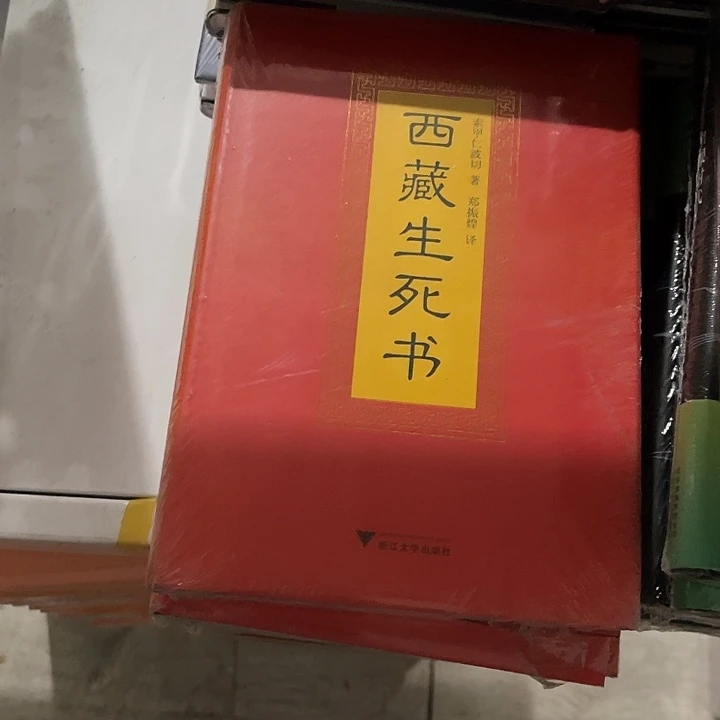 西藏生死书
索甲仁波切 著 郑振煌 译
浙江大学出版社